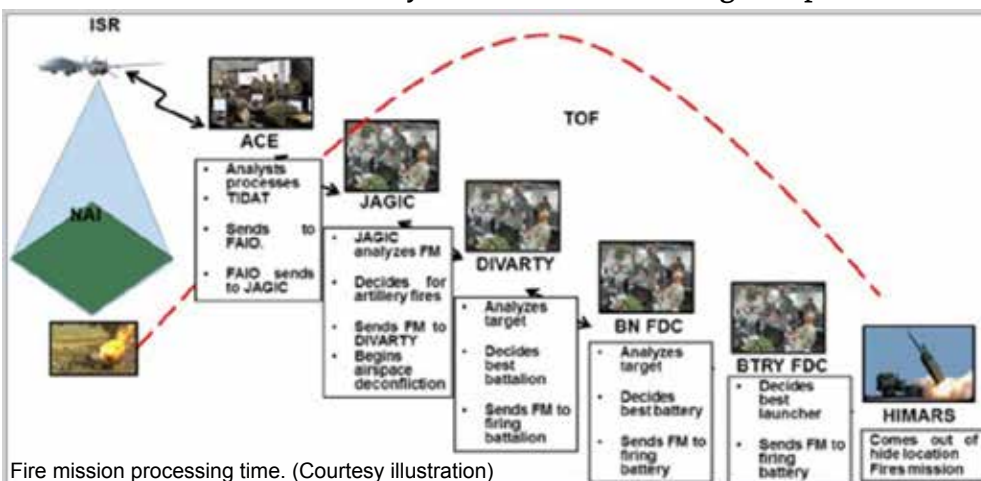 ISR
ACE
• Analysts
processes
• TIDAT
• Sends to
FAIO.
• FAIO sends
to JAGIC
NAI
TOF
JAGIC
• JAGIC
analyzes FM
• Decides for
artillery fires
• Sends FM to
DIVARTY
• Begins
airspace
deconfliction
DIVARTY
• Analyzes
target
• Decides
best
battalion
• Sends FM to
firing
battalion
BN FDC
• Analyzes
target
• Decides
best battery
• Sends FM to
firing
battery
BTRY FDC
• Decides
best
launcher
• Sends FM to
firing
battery
HIMARS
Comes out of
hide location
Fires mission
Fire mission processing time. (Courtesy illustration)